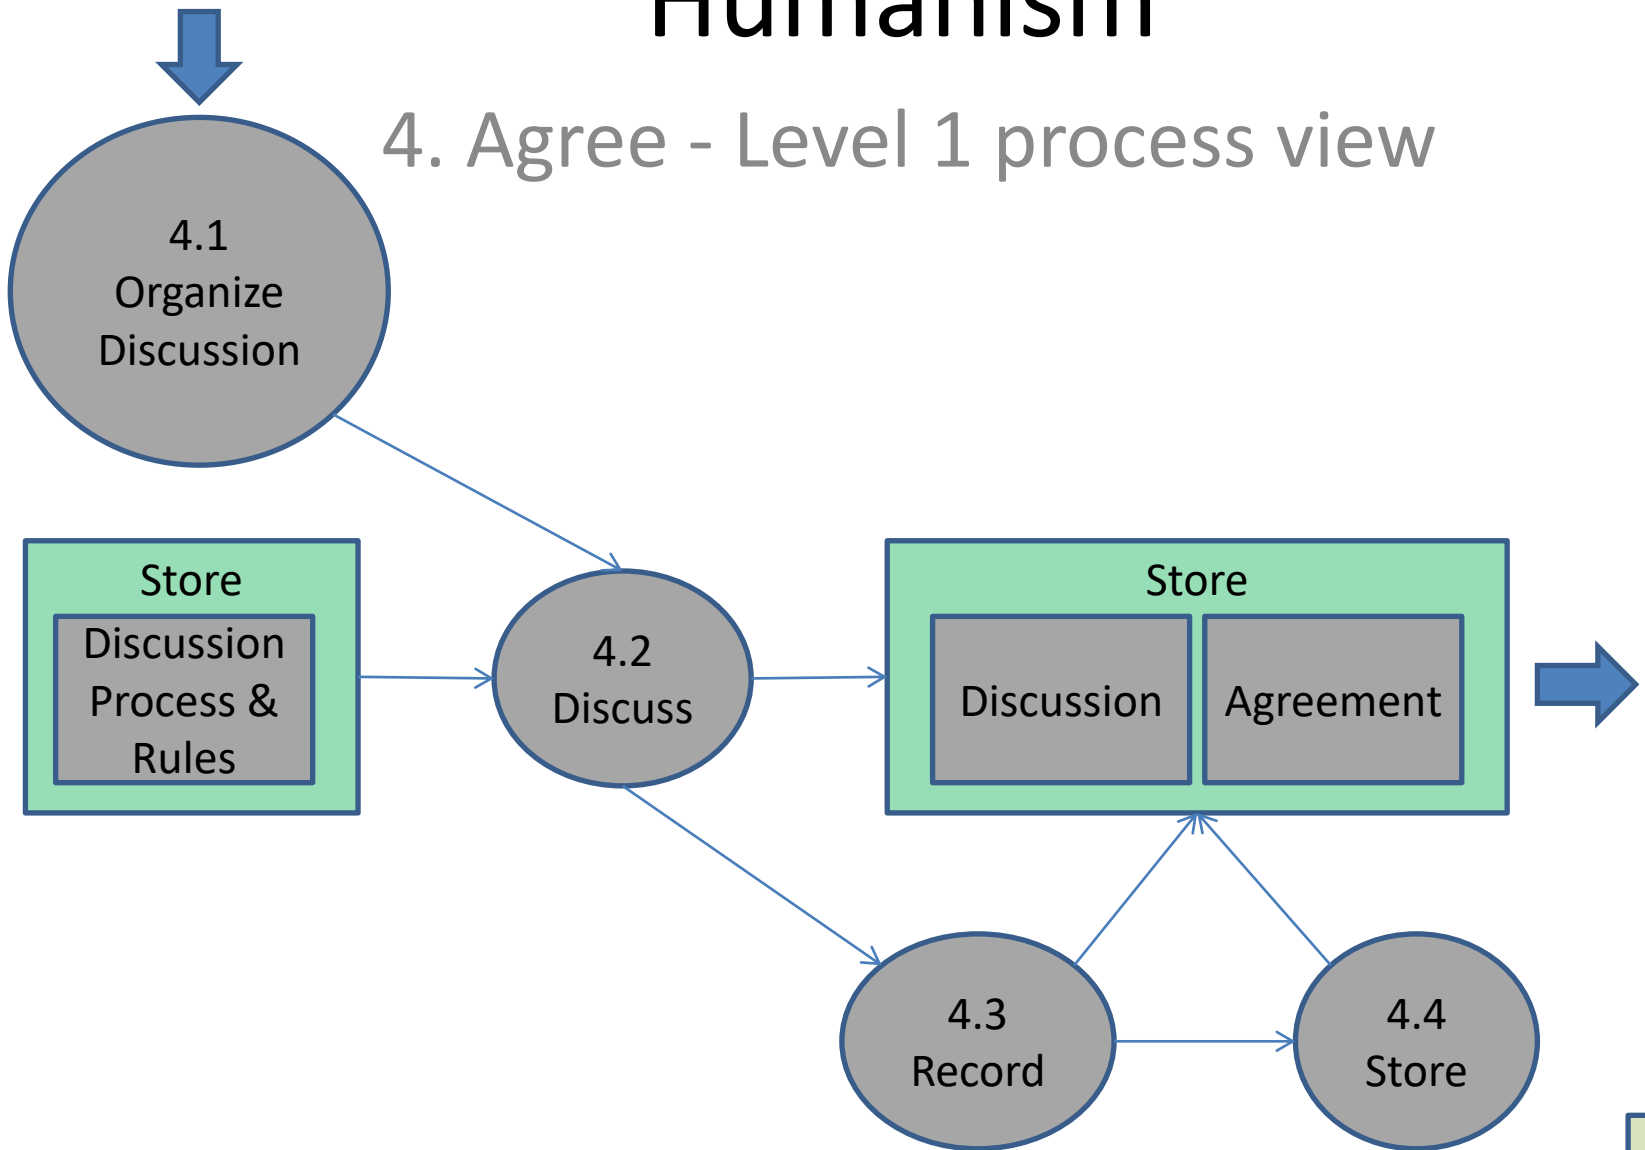 Humanism
4. Agree - Level 1 process view
4.1
Organize
Discussion
Store
Discussion
Process &
Rules
4.2
Discuss
Store
Discussion
Agreement
4.3
Record
4.4
Store